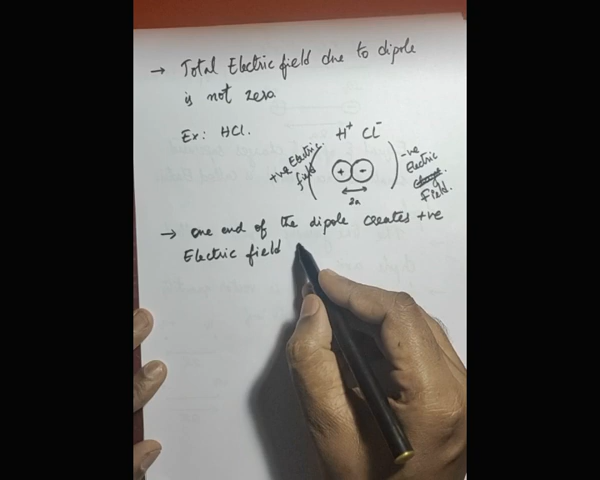 → Total Electric field due to dipole
is not zero.
Ex: HCl. H⁺ Cl⁻
+ve Electric
field
+ -
2a
-ve
Electric
Field.
→ one end of the dipole creates +ve
Electric field